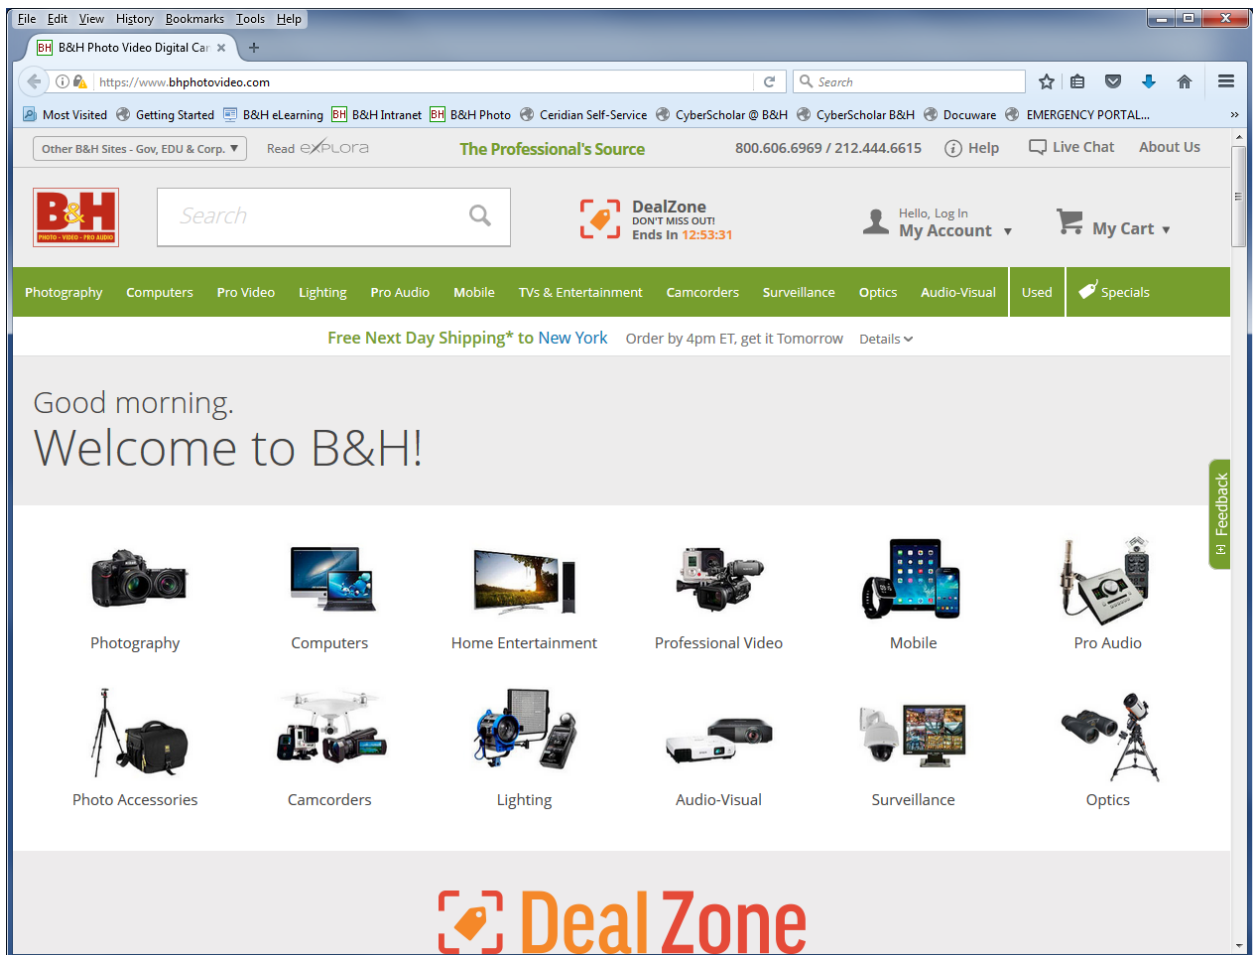 File Edit View History Bookmarks Tools Help
B&H Photo Video Digital Car
https://www.bhphotovideo.com
Search
Most Visited Getting Started B&H eLearning BH B&H Intranet BH B&H Photo Ceridian Self-Service CyberScholar @ B&H CyberScholar B&H Docuware EMERGENCY PORTAL... »
Other B&H Sites - Gov, EDU & Corp. ▼ Read eXPLORA The Professional's Source 800.606.6969 / 212.444.6615 Help Live Chat About Us
B&H
PHOTO - VIDEO - PRO AUDIO
Search
DealZone
DON'T MISS OUT!
Ends In 12:53:31
Hello, Log In
My Account ▼
My Cart ▼
Photography Computers Pro Video Lighting Pro Audio Mobile TVs & Entertainment Camcorders Surveillance Optics Audio-Visual Used Specials
Free Next Day Shipping* to New York Order by 4pm ET, get it Tomorrow Details
Good morning.
Welcome to B&H!
[+] Feedback
Photography Computers Home Entertainment Professional Video Mobile Pro Audio
Photo Accessories Camcorders Lighting Audio-Visual Surveillance Optics
Deal Zone